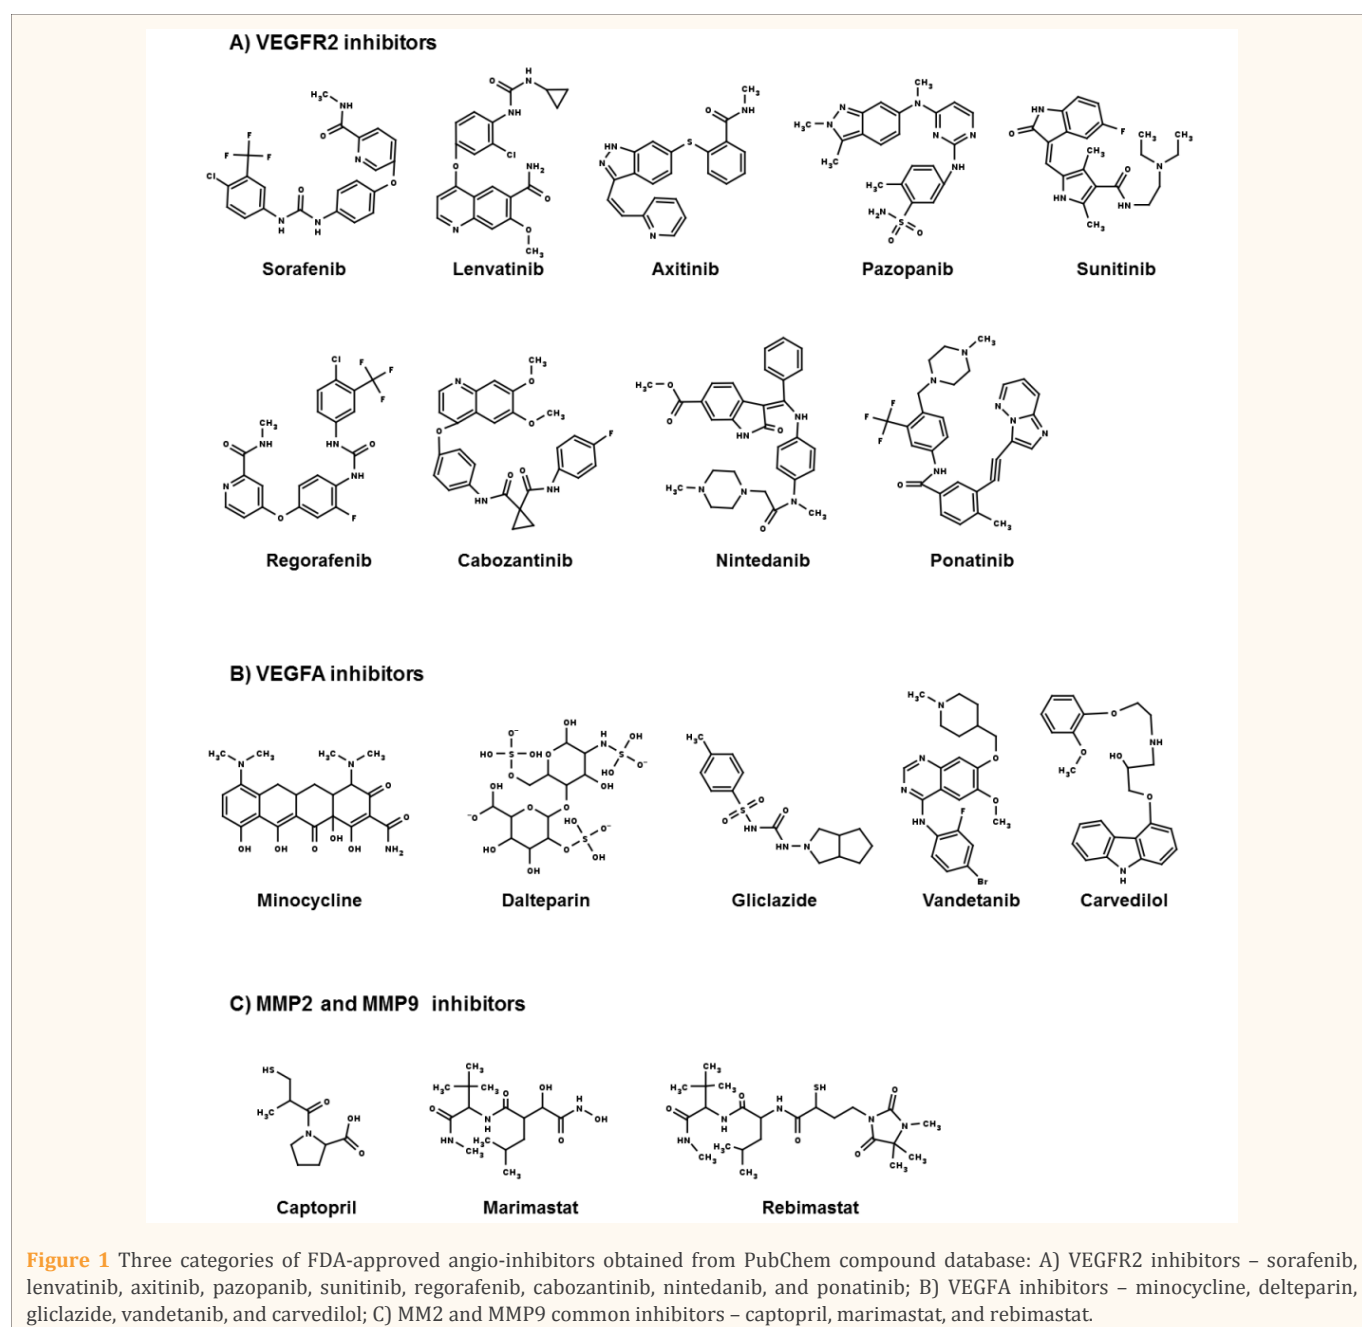 A) VEGFR2 inhibitors
Sorafenib Lenvatinib Axitinib Pazopanib Sunitinib
Regorafenib Cabozantinib Nintedanib Ponatinib
B) VEGFA inhibitors
Minocycline Dalteparin Gliclazide Vandetanib Carvedilol
C) MMP2 and MMP9 inhibitors
Captopril Marimastat Rebimastat
Figure 1 Three categories of FDA-approved angio-inhibitors obtained from PubChem compound database: A) VEGFR2 inhibitors – sorafenib,
lenvatinib, axitinib, pazopanib, sunitinib, regorafenib, cabozantinib, nintedanib, and ponatinib; B) VEGFA inhibitors – minocycline, delteparin,
gliclazide, vandetanib, and carvedilol; C) MM2 and MMP9 common inhibitors – captopril, marimastat, and rebimastat.